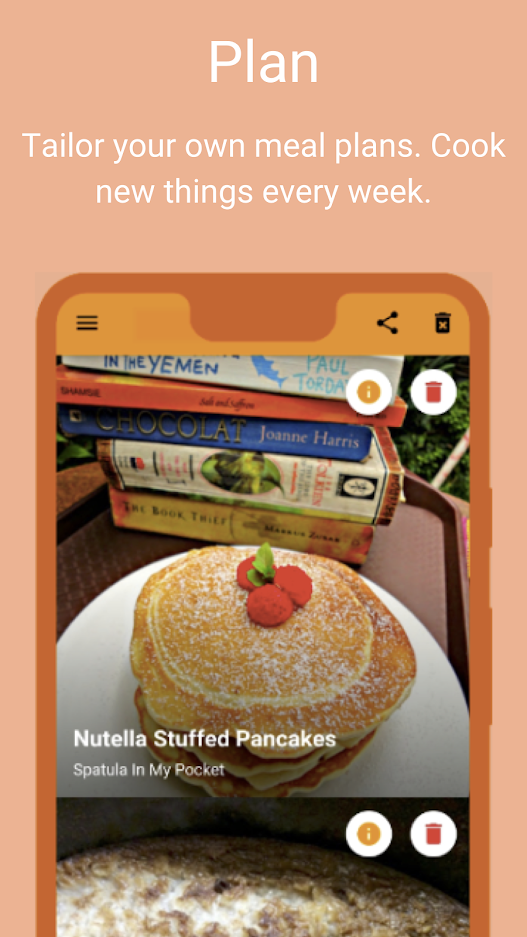 Plan
Tailor your own meal plans. Cook
new things every week.
IN THE YEMEN
PAUL
TORDAY
SHAMSIE
Salt and Saffron
CHOCOLAT Joanne Harris
THE BOOK THIEF MARKUS ZUSAK
Nutella Stuffed Pancakes
Spatula In My Pocket